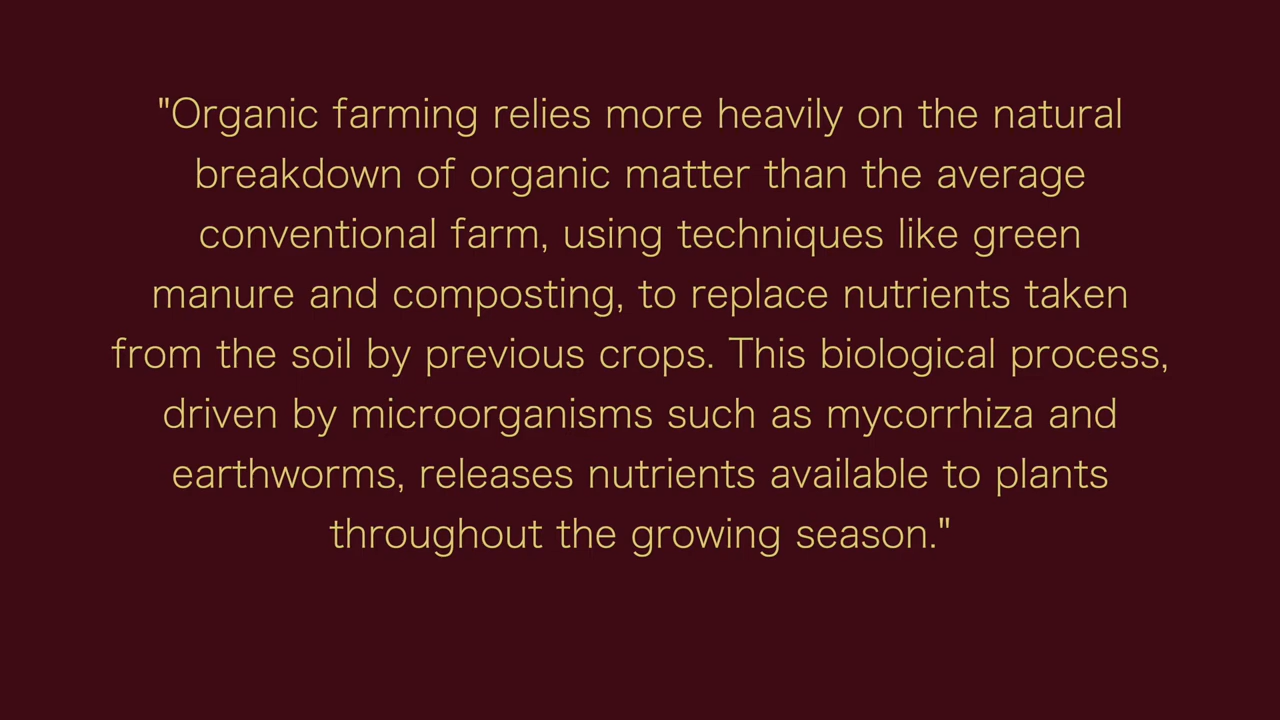 "Organic farming relies more heavily on the natural
breakdown of organic matter than the average
conventional farm, using techniques like green
manure and composting, to replace nutrients taken
from the soil by previous crops. This biological process,
driven by microorganisms such as mycorrhiza and
earthworms, releases nutrients available to plants
throughout the growing season."